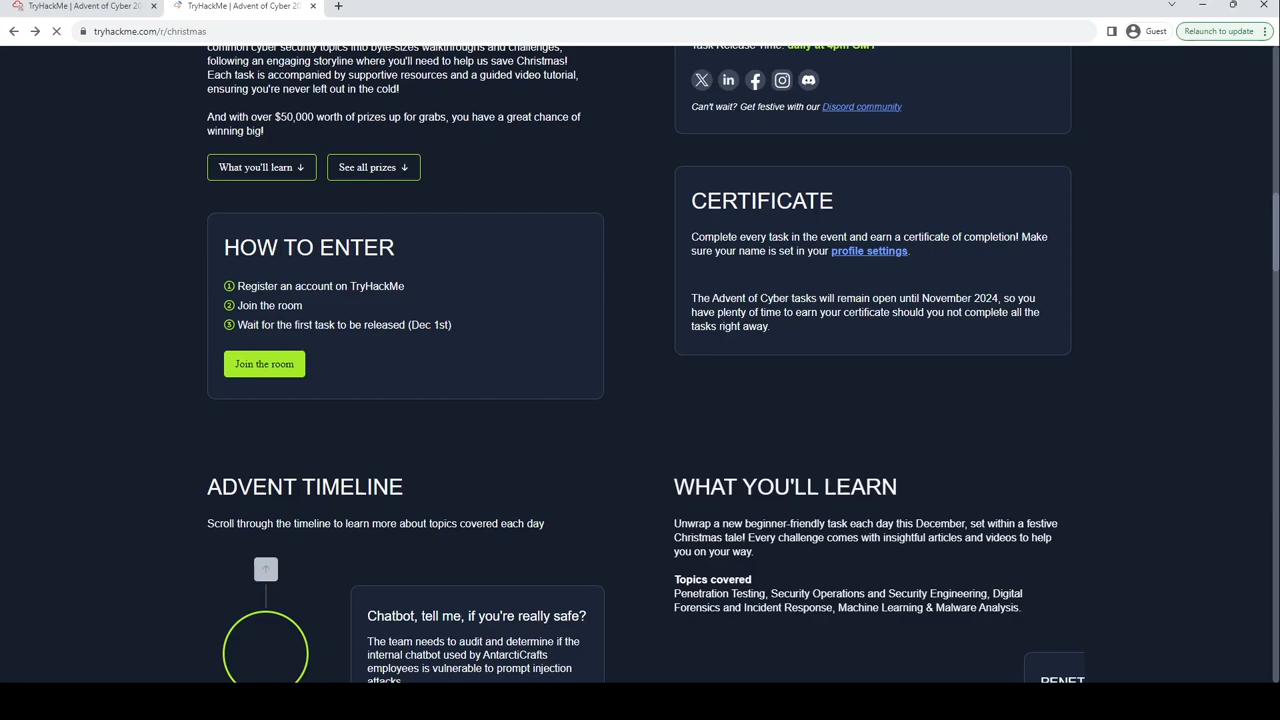 TryHackMe | Advent of Cyber 20
TryHackMe | Advent of Cyber 20
tryhackme.com/r/christmas
Guest
Relaunch to update
common cyber security topics into byte-sizes walkthroughs and challenges,
following an engaging storyline where you'll need to help us save Christmas!
Each task is accompanied by supportive resources and a guided video tutorial,
ensuring you're never left out in the cold!
And with over $50,000 worth of prizes up for grabs, you have a great chance of
winning big!
What you'll learn ↓
See all prizes ↓
HOW TO ENTER
1 Register an account on TryHackMe
2 Join the room
3 Wait for the first task to be released (Dec 1st)
Join the room
Task Release Time: daily at 4pm GMT
Can't wait? Get festive with our Discord community
CERTIFICATE
Complete every task in the event and earn a certificate of completion! Make
sure your name is set in your profile settings.
The Advent of Cyber tasks will remain open until November 2024, so you
have plenty of time to earn your certificate should you not complete all the
tasks right away.
ADVENT TIMELINE
Scroll through the timeline to learn more about topics covered each day
Chatbot, tell me, if you're really safe?
The team needs to audit and determine if the
internal chatbot used by AntarctiCrafts
employees is vulnerable to prompt injection
attacks.
WHAT YOU'LL LEARN
Unwrap a new beginner-friendly task each day this December, set within a festive
Christmas tale! Every challenge comes with insightful articles and videos to help
you on your way.
Topics covered
Penetration Testing, Security Operations and Security Engineering, Digital
Forensics and Incident Response, Machine Learning & Malware Analysis.
PENET